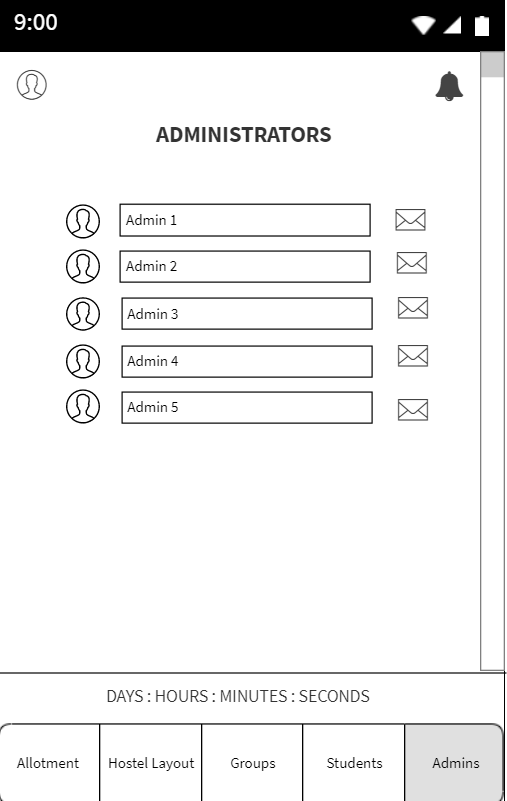 9:00
ADMINISTRATORS
Admin 1
Admin 2
Admin 3
Admin 4
Admin 5
DAYS : HOURS : MINUTES : SECONDS
Allotment Hostel Layout Groups Students Admins